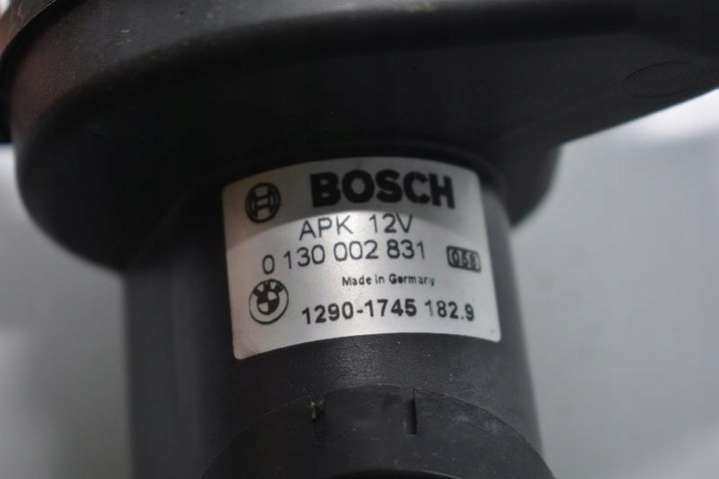 BOSCH
APK 12V
0 130 002 831 058
Made in Germany
1290-1745 182.9